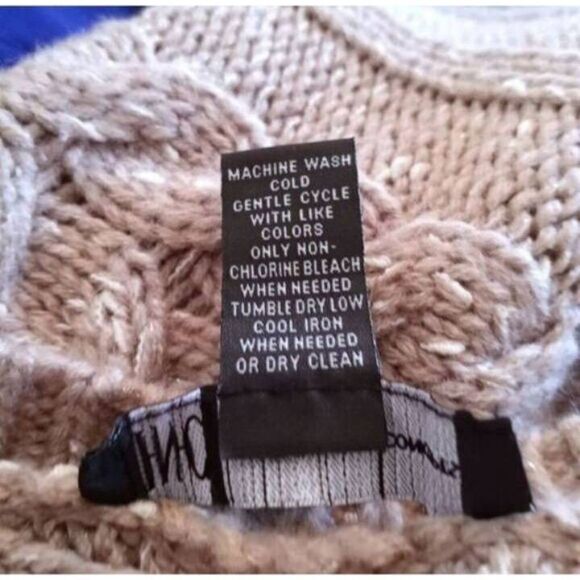 MACHINE WASH
COLD
GENTLE CYCLE
WITH LIKE
COLORS
ONLY NON-
CHLORINE BLEACH
WHEN NEEDED
TUMBLE DRY LOW
COOL IRON
WHEN NEEDED
OR DRY CLEAN